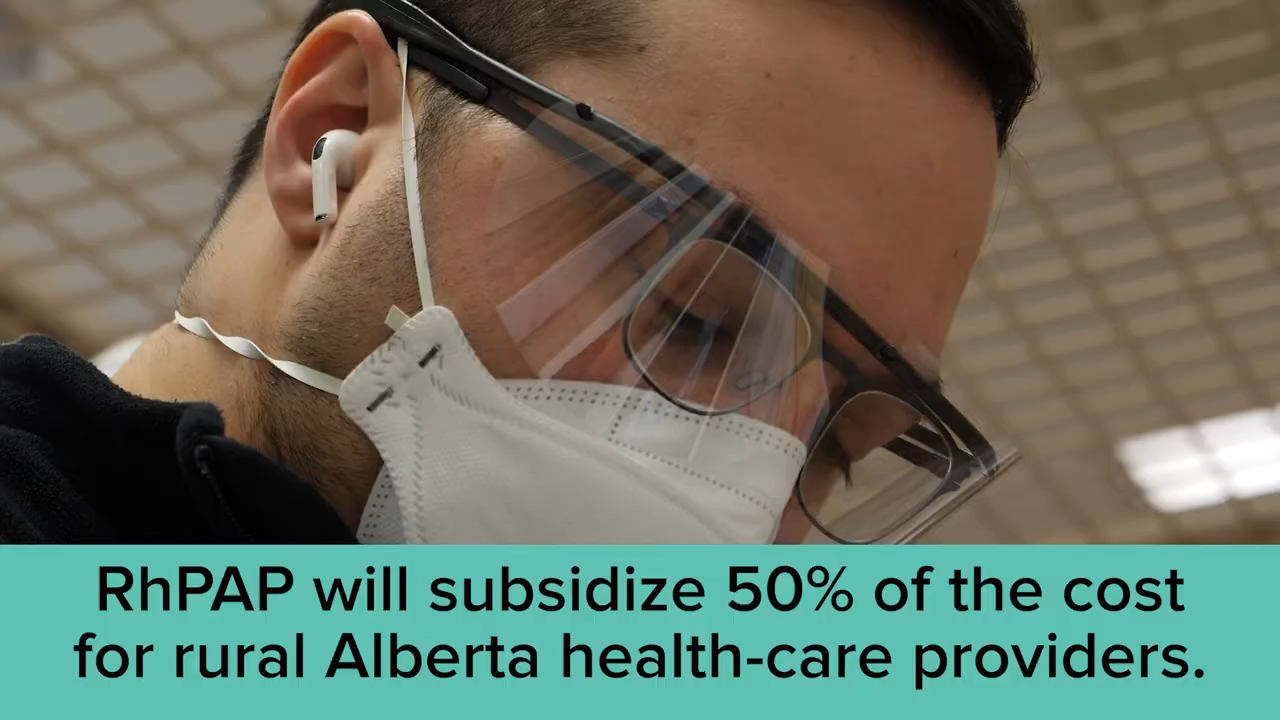 RhPAP will subsidize 50% of the cost
for rural Alberta health-care providers.